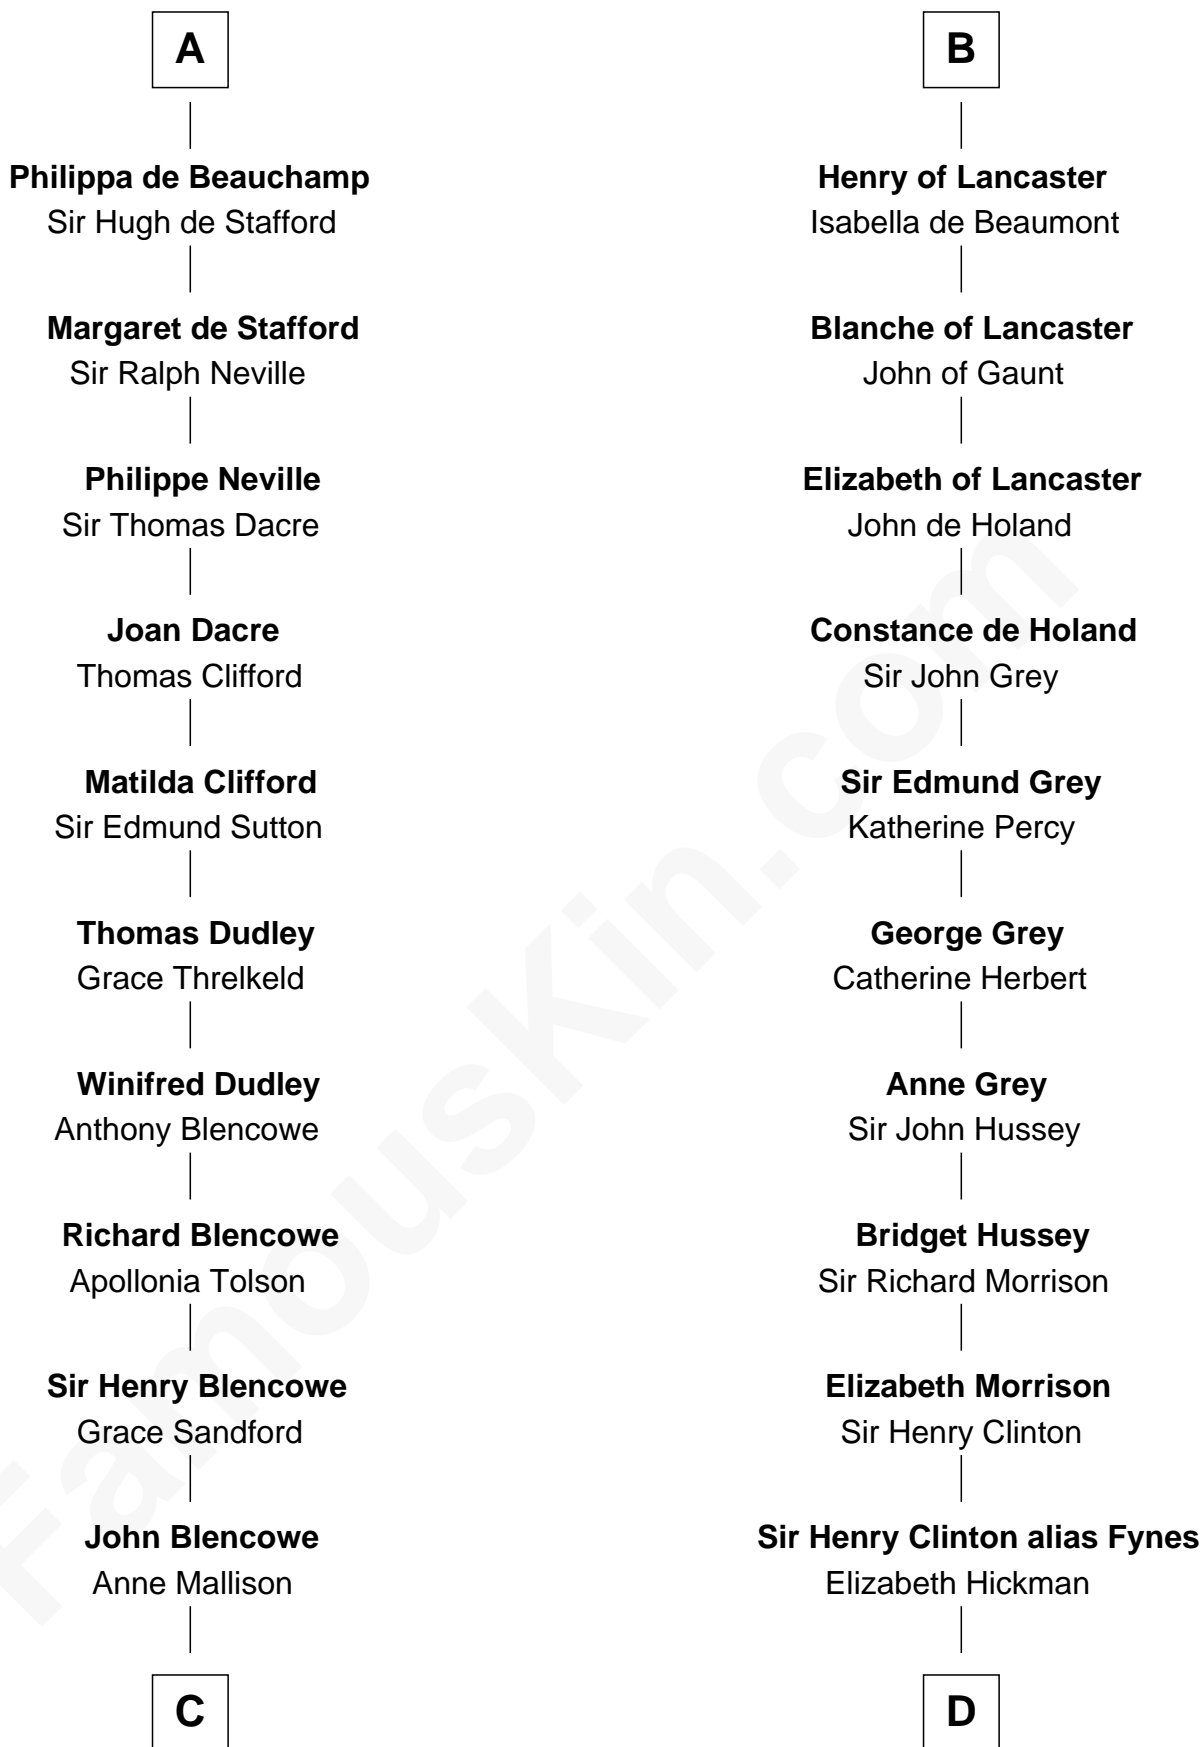 A
Philippa de Beauchamp
Sir Hugh de Stafford
Margaret de Stafford
Sir Ralph Neville
Philippe Neville
Sir Thomas Dacre
Joan Dacre
Thomas Clifford
Matilda Clifford
Sir Edmund Sutton
Thomas Dudley
Grace Threlkeld
Winifred Dudley
Anthony Blencowe
Richard Blencowe
Apollonia Tolson
Sir Henry Blencowe
Grace Sandford
John Blencowe
Anne Mallison
C
B
Henry of Lancaster
Isabella de Beaumont
Blanche of Lancaster
John of Gaunt
Elizabeth of Lancaster
John de Holand
Constance de Holand
Sir John Grey
Sir Edmund Grey
Katherine Percy
George Grey
Catherine Herbert
Anne Grey
Sir John Hussey
Bridget Hussey
Sir Richard Morrison
Elizabeth Morrison
Sir Henry Clinton
Sir Henry Clinton alias Fynes
Elizabeth Hickman
D
FamousKin.com